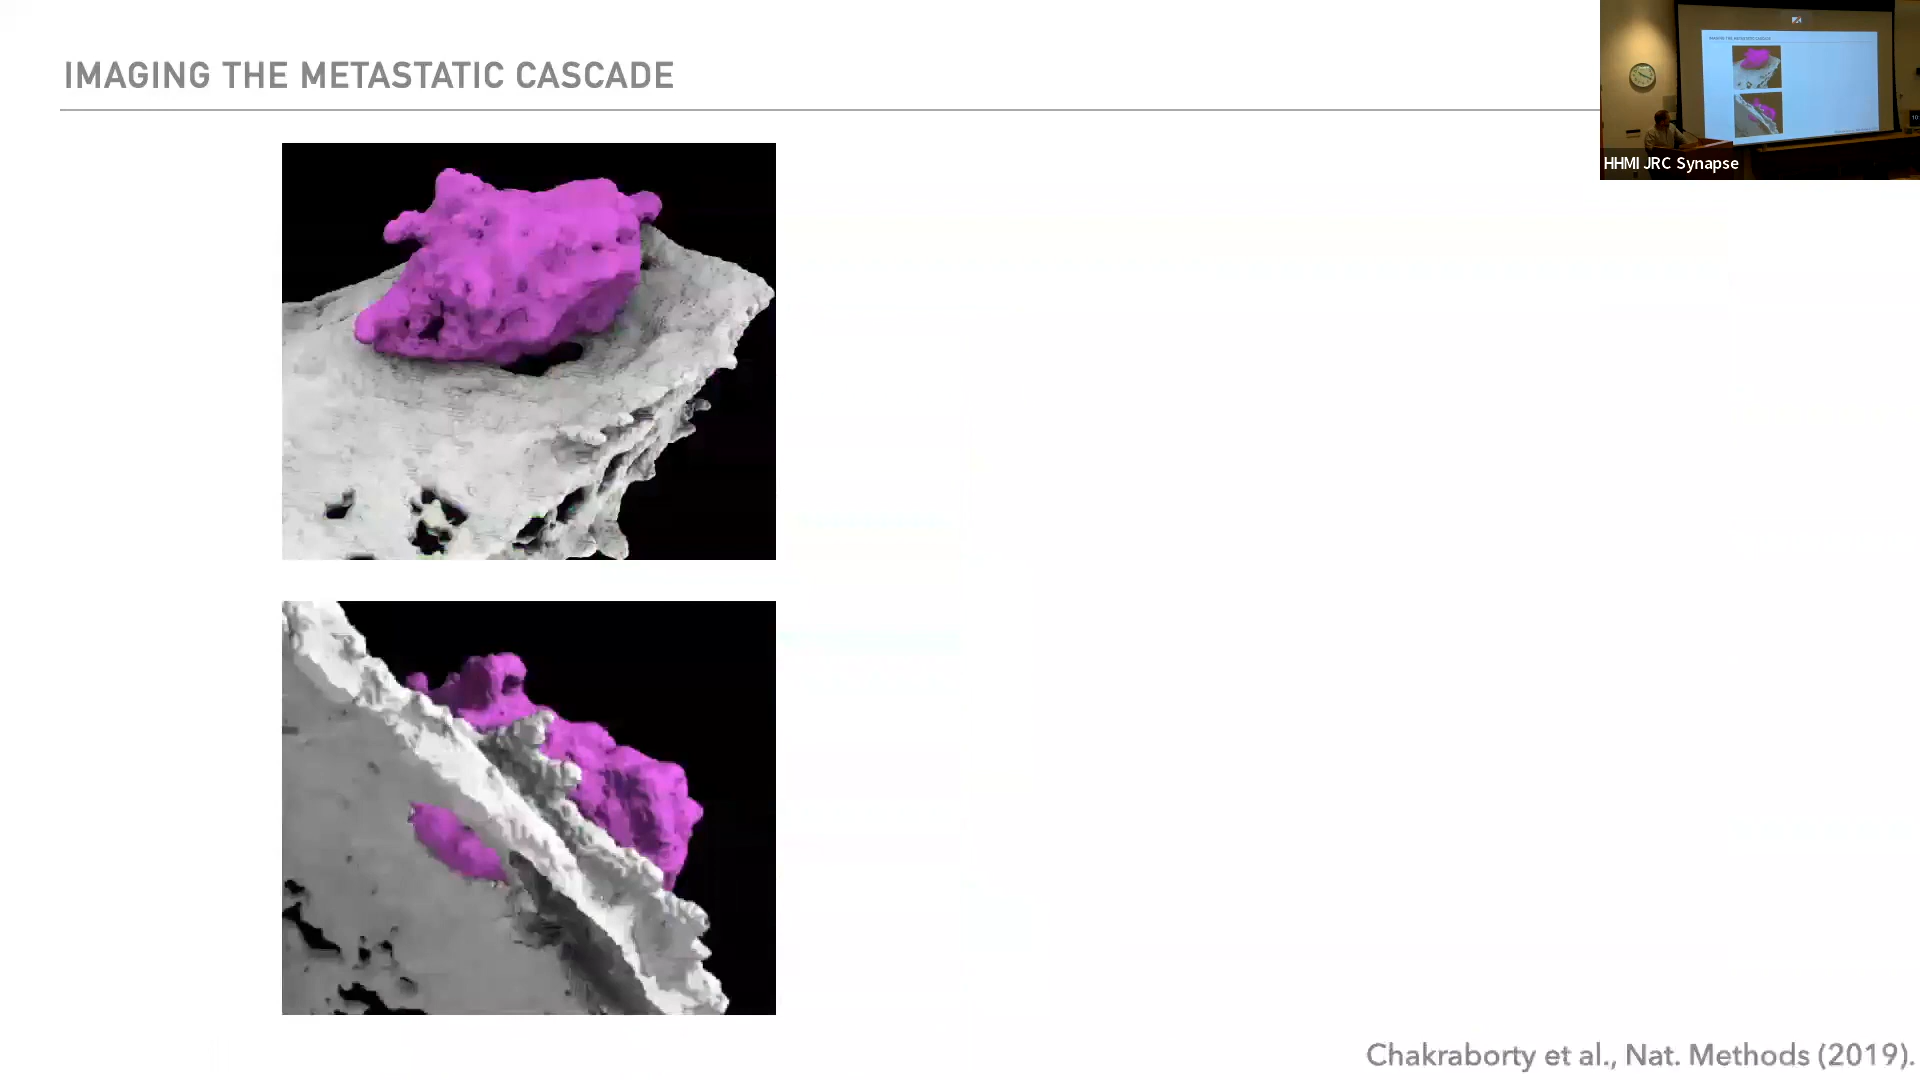 IMAGING THE METASTATIC CASCADE
HHMI JRC Synapse
Chakraborty et al., Nat. Methods (2019).